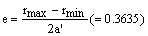 e = (r_max − r_min) / 2a' (= 0.3635)